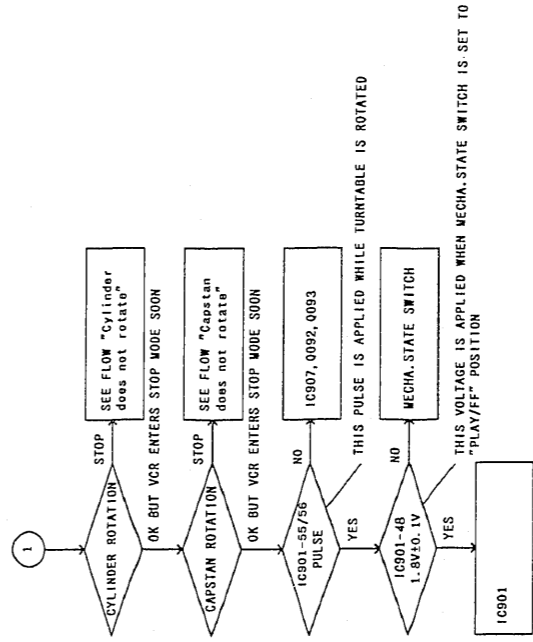 1
CYLINDER ROTATION
STOP
SEE FLOW "Cylinder
does not rotate"
OK BUT VCR ENTERS STOP MODE SOON
CAPSTAN ROTATION
STOP
SEE FLOW "Capstan
does not rotate"
OK BUT VCR ENTERS STOP MODE SOON
IC901-55/56
PULSE
NO
IC907,Q092,Q093
THIS PULSE IS APPLIED WHILE TURNTABLE IS ROTATED
YES
IC901-48
1.8V±0.1V
NO
MECHA.STATE SWITCH
THIS VOLTAGE IS APPLIED WHEN MECHA.STATE SWITCH IS SET TO
"PLAY/FF" POSITION
YES
IC901